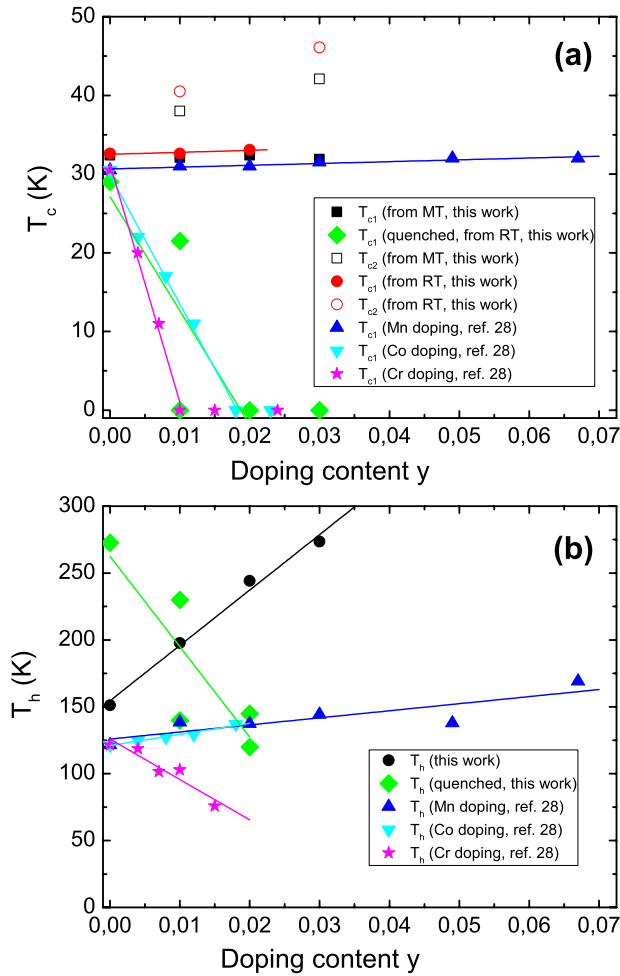 50
(a)
40
30
20
10
0
T_c (K)
T_c1 (from MT, this work)
T_c1 (quenched, from RT, this work)
T_c2 (from MT, this work)
T_c1 (from RT, this work)
T_c2 (from RT, this work)
T_c1 (Mn doping, ref. 28)
T_c1 (Co doping, ref. 28)
T_c1 (Cr doping, ref. 28)
0,00 0,01 0,02 0,03 0,04 0,05 0,06 0,07
Doping content y
300
(b)
250
200
150
100
50
0
T_h (K)
T_h (this work)
T_h (quenched, this work)
T_h (Mn doping, ref. 28)
T_h (Co doping, ref. 28)
T_h (Cr doping, ref. 28)
0,00 0,01 0,02 0,03 0,04 0,05 0,06 0,07
Doping content y